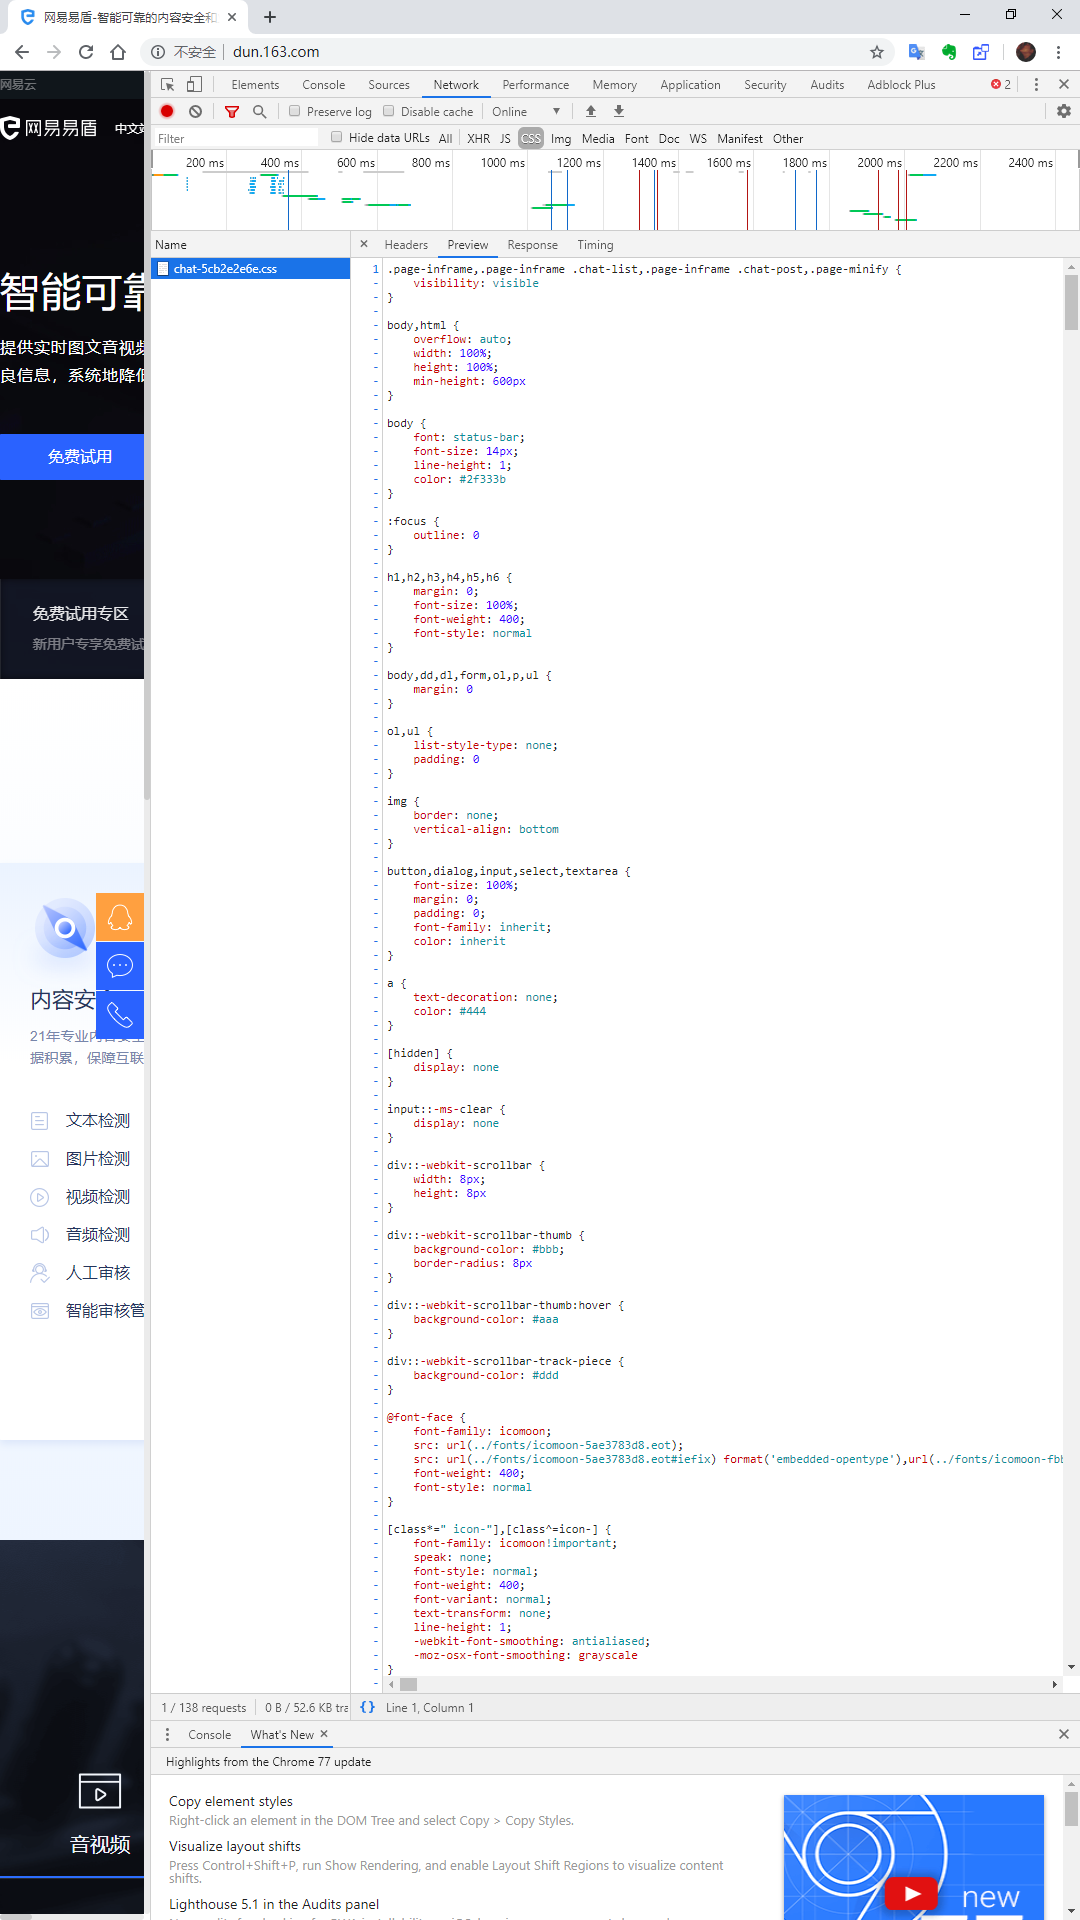 网易易盾-智能可靠的内容安全和
不安全 dun.163.com
网易云
网易易盾
智能可靠
提供实时图文音视频
良信息，系统地降低
免费试用
免费试用专区
新用户专享免费试
内容安全
21年专业内容安全
据积累，保障互联
文本检测
图片检测
视频检测
音频检测
人工审核
智能审核管
音视频
Elements Console Sources Network Performance Memory Application Security Audits Adblock Plus 2
Preserve log Disable cache Online
Filter Hide data URLs All XHR JS CSS Img Media Font Doc WS Manifest Other
200 ms 400 ms 600 ms 800 ms 1000 ms 1200 ms 1400 ms 1600 ms 1800 ms 2000 ms 2200 ms 2400 ms
Name Headers Preview Response Timing
chat-5cb2e2e6e.css
1 .page-inframe,.page-inframe .chat-list,.page-inframe .chat-post,.page-minify {
- visibility: visible
- }
-
- body,html {
- overflow: auto;
- width: 100%;
- height: 100%;
- min-height: 600px
- }
-
- body {
- font: status-bar;
- font-size: 14px;
- line-height: 1;
- color: #2f333b
- }
-
- :focus {
- outline: 0
- }
-
- h1,h2,h3,h4,h5,h6 {
- margin: 0;
- font-size: 100%;
- font-weight: 400;
- font-style: normal
- }
-
- body,dd,dl,form,ol,p,ul {
- margin: 0
- }
-
- ol,ul {
- list-style-type: none;
- padding: 0
- }
-
- img {
- border: none;
- vertical-align: bottom
- }
-
- button,dialog,input,select,textarea {
- font-size: 100%;
- margin: 0;
- padding: 0;
- font-family: inherit;
- color: inherit
- }
-
- a {
- text-decoration: none;
- color: #444
- }
-
- [hidden] {
- display: none
- }
-
- input::-ms-clear {
- display: none
- }
-
- div::-webkit-scrollbar {
- width: 8px;
- height: 8px
- }
-
- div::-webkit-scrollbar-thumb {
- background-color: #bbb;
- border-radius: 8px
- }
-
- div::-webkit-scrollbar-thumb:hover {
- background-color: #aaa
- }
-
- div::-webkit-scrollbar-track-piece {
- background-color: #ddd
- }
-
- @font-face {
- font-family: icomoon;
- src: url(../fonts/icomoon-5ae3783d8.eot);
- src: url(../fonts/icomoon-5ae3783d8.eot#iefix) format('embedded-opentype'),url(../fonts/icomoon-fbb
- font-weight: 400;
- font-style: normal
- }
-
- [class*=" icon-"],[class^=icon-] {
- font-family: icomoon!important;
- speak: none;
- font-style: normal;
- font-weight: 400;
- font-variant: normal;
- text-transform: none;
- line-height: 1;
- -webkit-font-smoothing: antialiased;
- -moz-osx-font-smoothing: grayscale
- }
-
1 / 138 requests 0 B / 52.6 KB tra {} Line 1, Column 1
Console What's New
Highlights from the Chrome 77 update
Copy element styles
Right-click an element in the DOM Tree and select Copy > Copy Styles.
Visualize layout shifts
Press Control+Shift+P, run Show Rendering, and enable Layout Shift Regions to visualize content
shifts.
Lighthouse 5.1 in the Audits panel
new